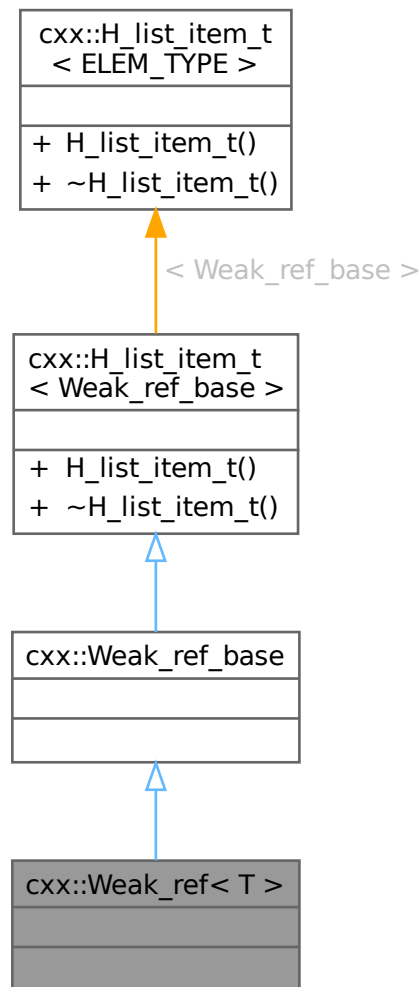 cxx::H_list_item_t
< ELEM_TYPE >
+ H_list_item_t()
+ ~H_list_item_t()
< Weak_ref_base >
cxx::H_list_item_t
< Weak_ref_base >
+ H_list_item_t()
+ ~H_list_item_t()
cxx::Weak_ref_base
cxx::Weak_ref< T >